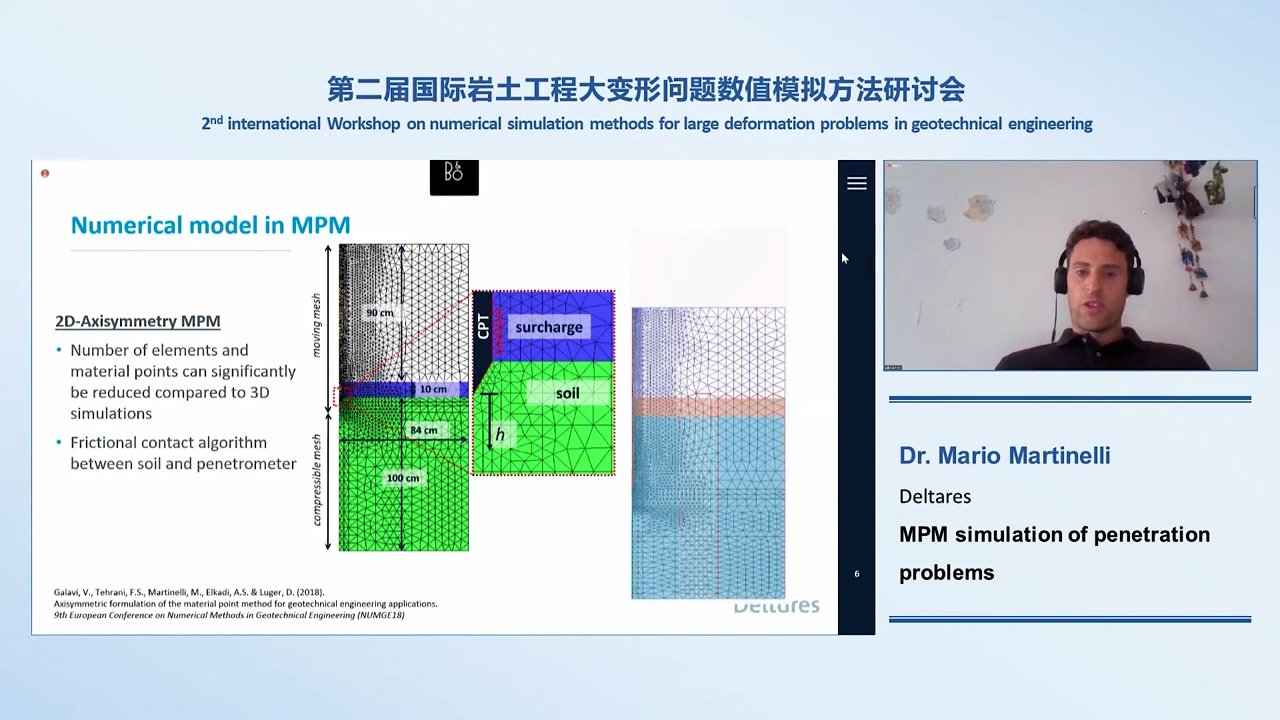 第二届国际岩土工程大变形问题数值模拟方法研讨会
2nd international Workshop on numerical simulation methods for large deformation problems in geotechnical engineering
Numerical model in MPM
2D-Axisymmetry MPM
• Number of elements and
material points can significantly
be reduced compared to 3D
simulations
• Frictional contact algorithm
between soil and penetrometer
moving mesh
compressible mesh
90 cm
10 cm
84 cm
100 cm
CPT
surcharge
soil
h
Galavi, V., Tehrani, F.S., Martinelli, M., Elkadi, A.S. & Luger, D. (2018).
Axisymmetric formulation of the material point method for geotechnical engineering applications.
9th European Conference on Numerical Methods in Geotechnical Engineering (NUMGE18)
Deltares
6
Dr. Mario Martinelli
Deltares
MPM simulation of penetration
problems